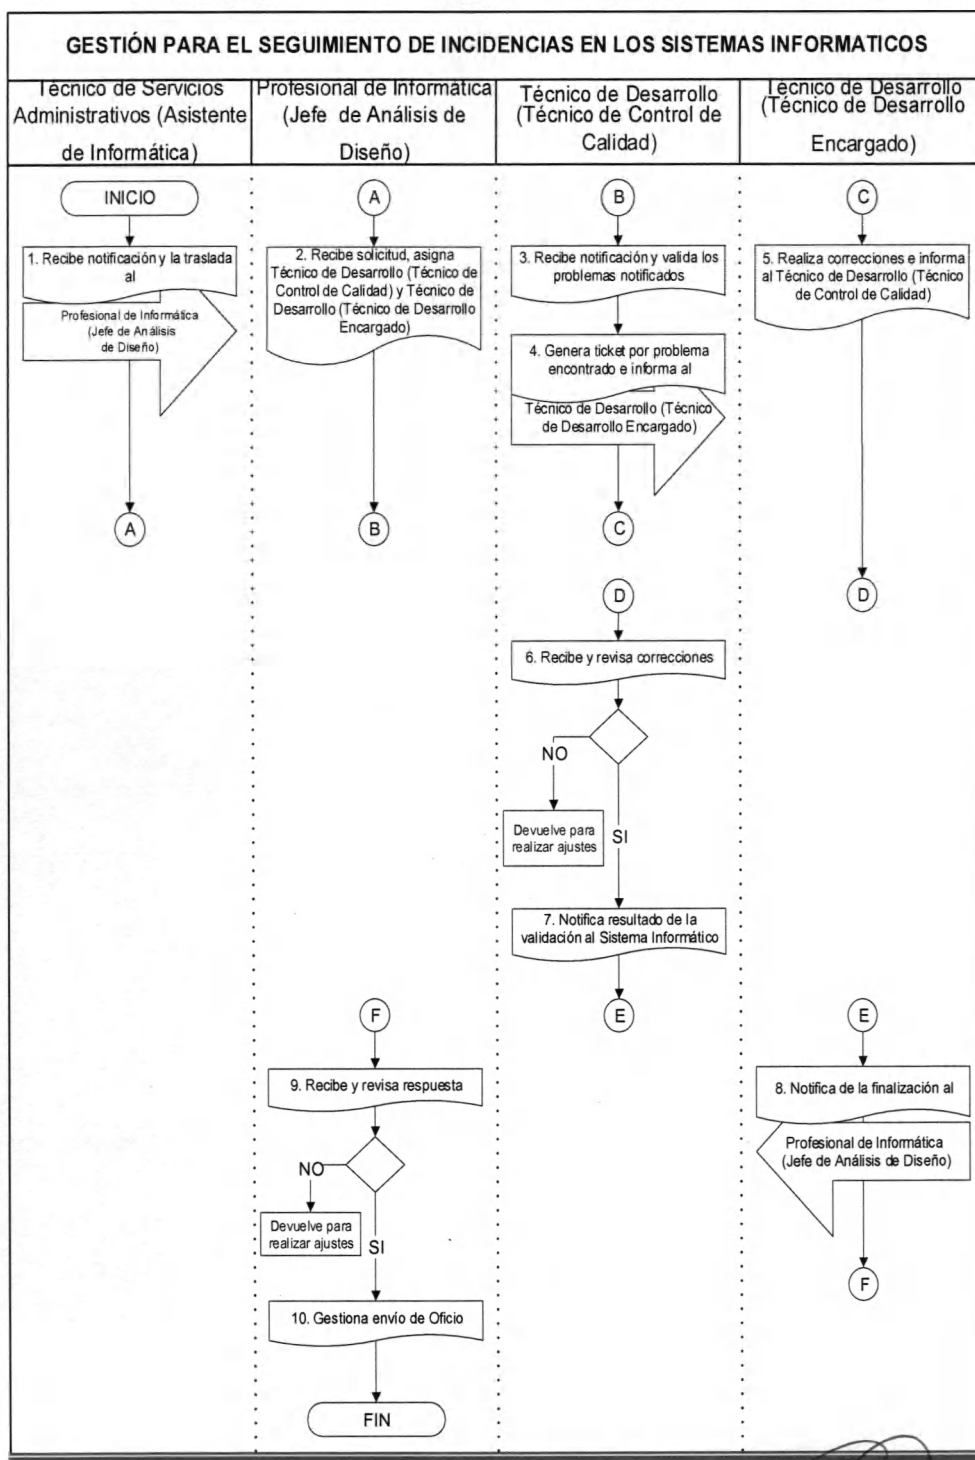 GESTIÓN PARA EL SEGUIMIENTO DE INCIDENCIAS EN LOS SISTEMAS INFORMATICOS
Técnico de Servicios
Administrativos (Asistente
de Informática)
Profesional de Informática
(Jefe de Análisis de
Diseño)
Técnico de Desarrollo
(Técnico de Control de
Calidad)
Técnico de Desarrollo
(Técnico de Desarrollo
Encargado)
INICIO
1. Recibe notificación y la traslada
al
Profesional de Informática
(Jefe de Análisis
de Diseño)
A
A
2. Recibe solicitud, asigna
Técnico de Desarrollo (Técnico de
Control de Calidad) y Técnico de
Desarrollo (Técnico de Desarrollo
Encargado)
B
B
3. Recibe notificación y valida los
problemas notificados
4. Genera ticket por problema
encontrado e informa al
Técnico de Desarrollo (Técnico
de Desarrollo Encargado)
C
C
5. Realiza correcciones e informa
al Técnico de Desarrollo (Técnico
de Control de Calidad)
D
D
6. Recibe y revisa correcciones
NO
Devuelve para
realizar ajustes
SI
7. Notifica resultado de la
validación al Sistema Informático
E
E
8. Notifica de la finalización al
Profesional de Informática
(Jefe de Análisis de Diseño)
F
F
9. Recibe y revisa respuesta
NO
Devuelve para
realizar ajustes
SI
10. Gestiona envío de Oficio
FIN